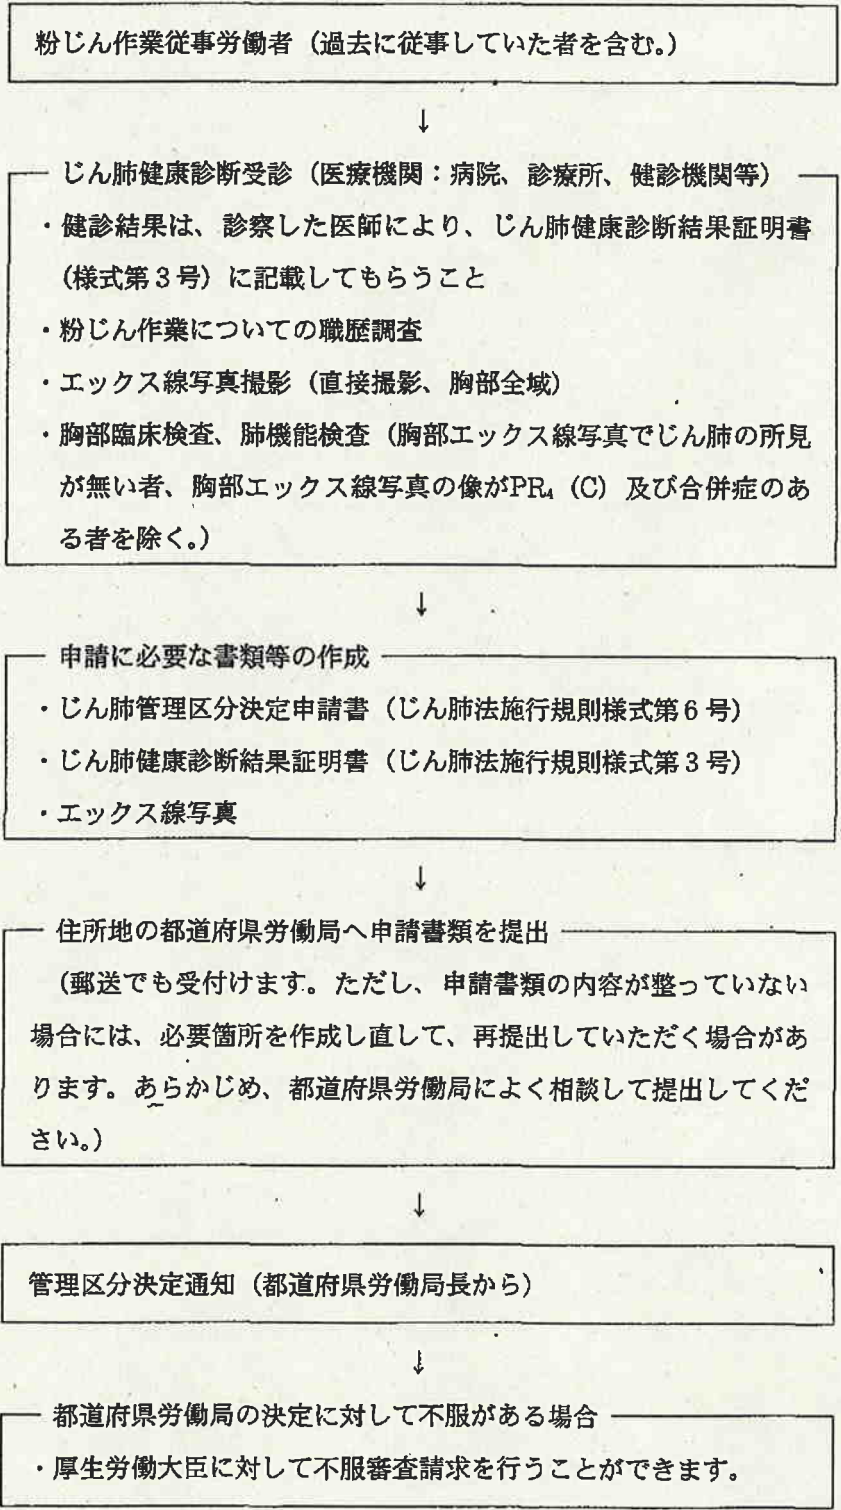 粉じん作業従事労働者（過去に従事していた者を含む。）
↓
じん肺健康診断受診（医療機関：病院、診療所、健診機関等）
・健診結果は、診察した医師により、じん肺健康診断結果証明書
（様式第３号）に記載してもらうこと
・粉じん作業についての職歴調査
・エックス線写真撮影（直接撮影、胸部全域）
・胸部臨床検査、肺機能検査（胸部エックス線写真でじん肺の所見
が無い者、胸部エックス線写真の像がPR₄（C）及び合併症のあ
る者を除く。）
↓
申請に必要な書類等の作成
・じん肺管理区分決定申請書（じん肺法施行規則様式第６号）
・じん肺健康診断結果証明書（じん肺法施行規則様式第３号）
・エックス線写真
↓
住所地の都道府県労働局へ申請書類を提出
（郵送でも受付けます。ただし、申請書類の内容が整っていない
場合には、必要箇所を作成し直して、再提出していただく場合があ
ります。あらかじめ、都道府県労働局によく相談して提出してくだ
さい。）
↓
管理区分決定通知（都道府県労働局長から）
↓
都道府県労働局の決定に対して不服がある場合
・厚生労働大臣に対して不服審査請求を行うことができます。